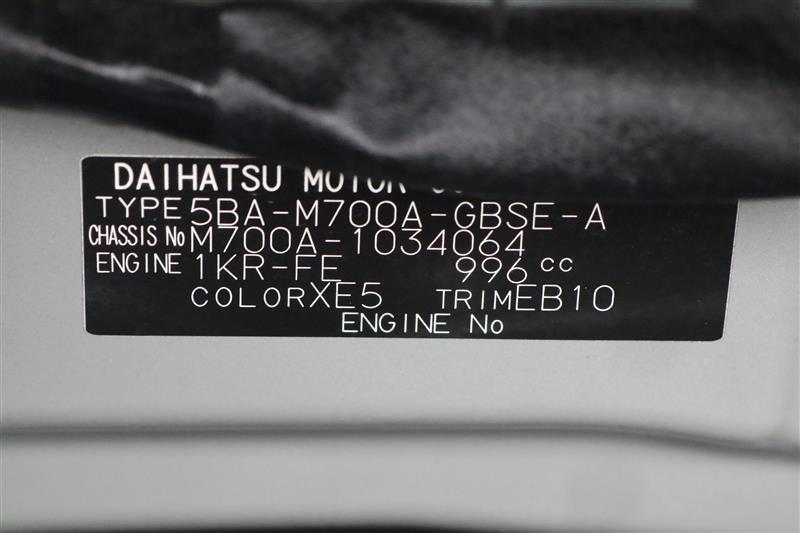 DAIHATSU MOTOR
TYPE 5BA-M700A-GBSE-A
CHASSIS No M700A-1034064
ENGINE 1KR-FE 996 cc
COLOR XE5 TRIM EB10
ENGINE No